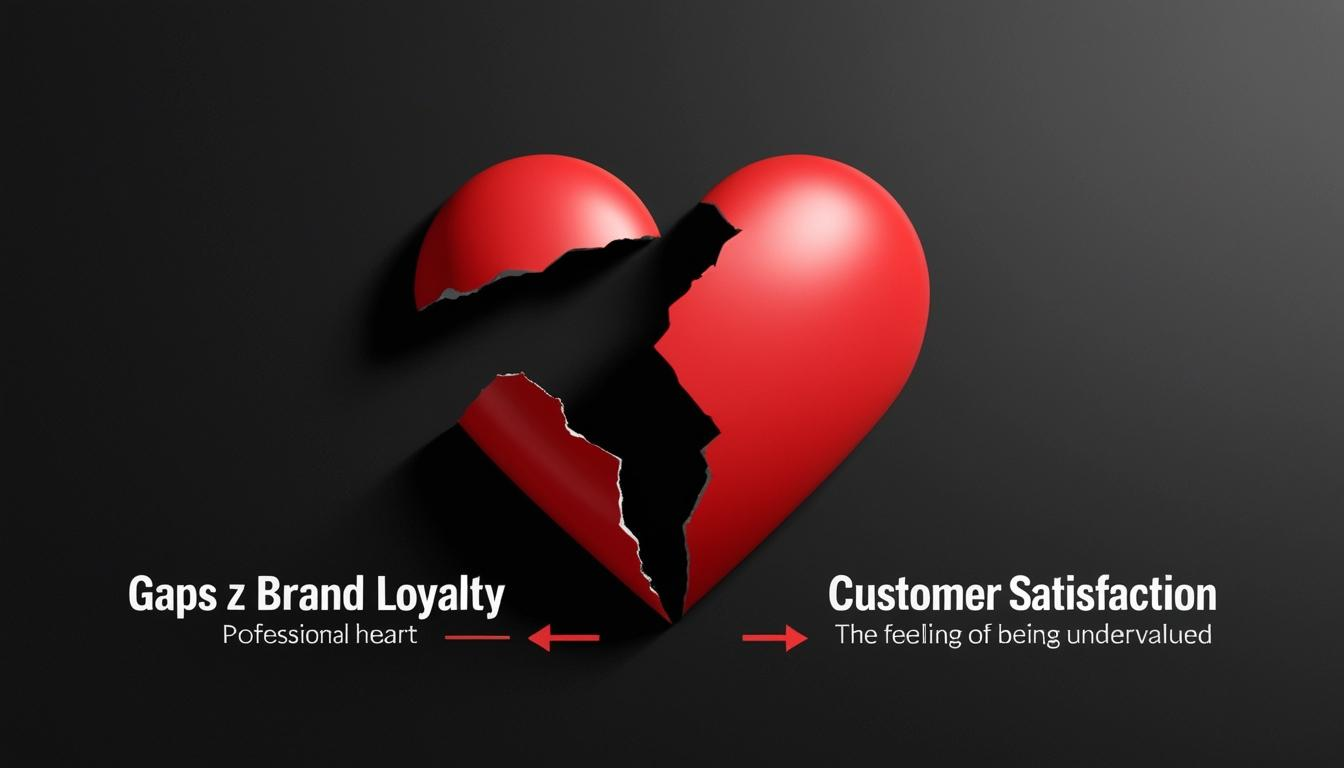 Gaps z Brand Loyalty
Pofessional heart
Customer Satisfaction
The feeling of being undervalued